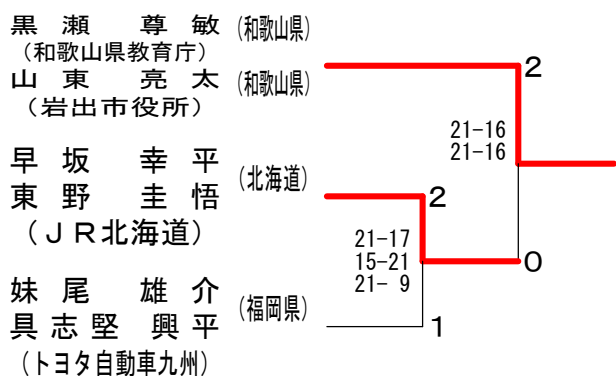 黒瀬 尊敏 (和歌山県)
(和歌山県教育庁)
山東 亮太 (和歌山県)
(岩出市役所)
2
21-16
21-16
早坂 幸平
東野 圭悟
(北海道)
(JR北海道)
2
21-17
15-21
21- 9
0
妹尾 雄介
具志堅 興平
(福岡県)
(トヨタ自動車九州)
1